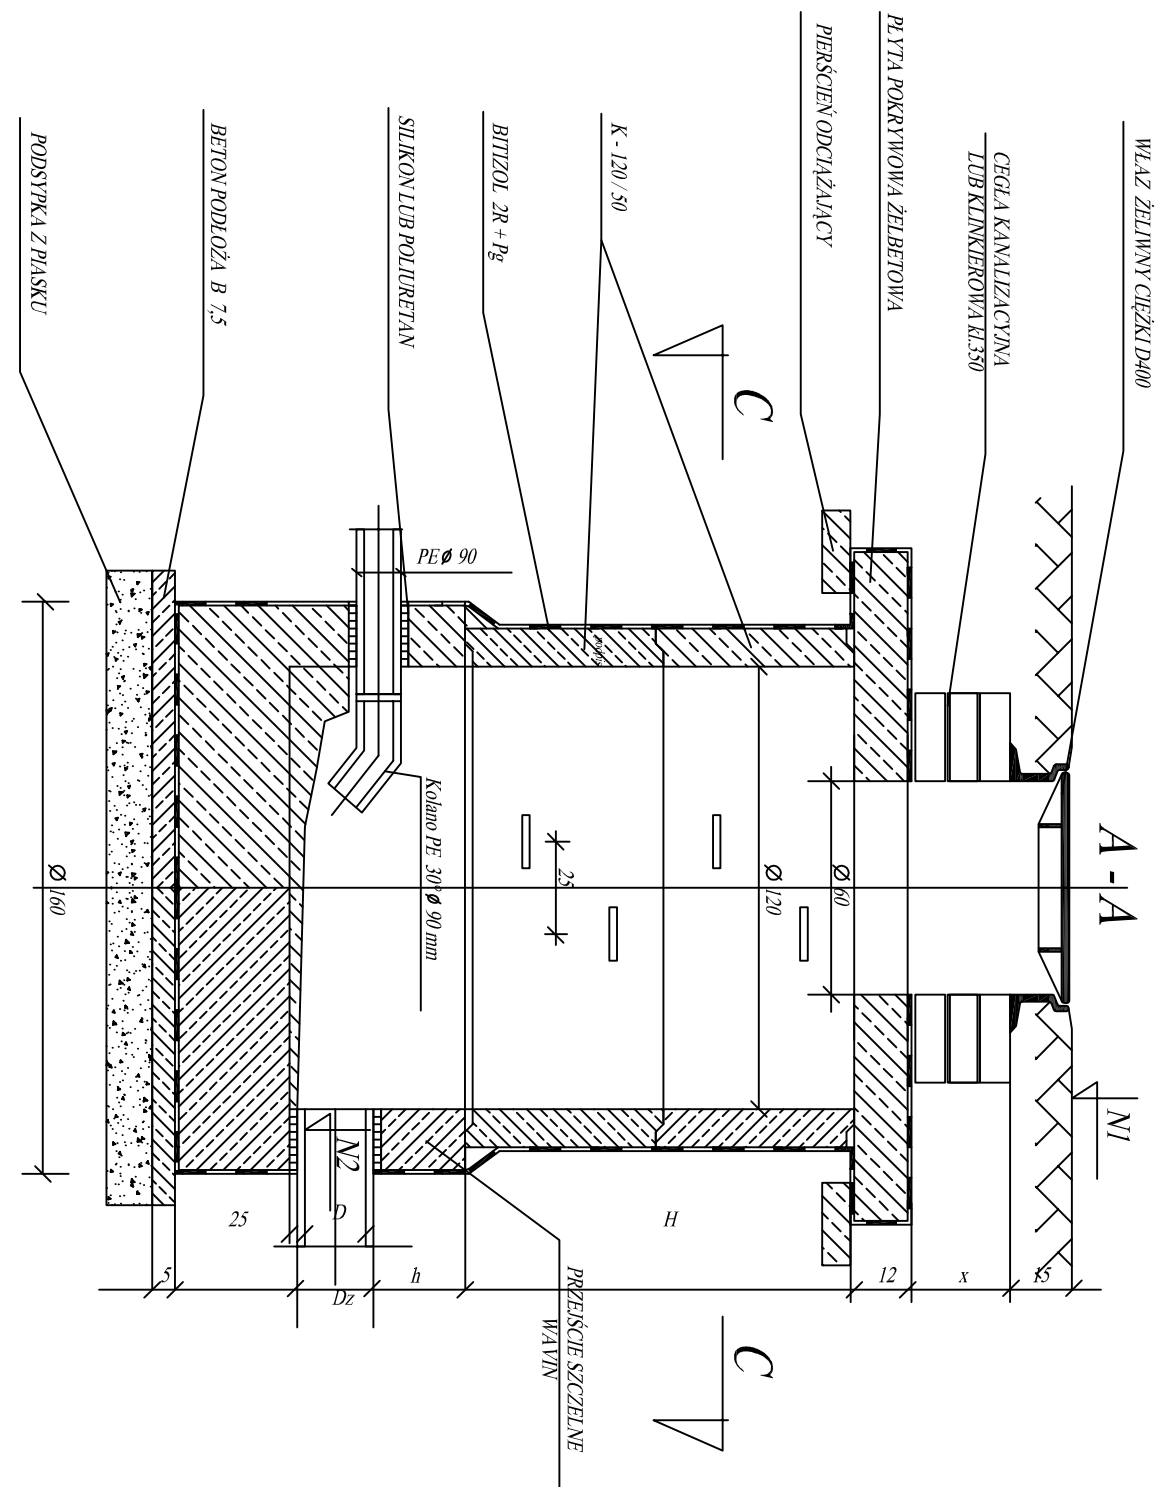 A - A
WŁAZ ŻELIWNY CIĘŻKI D400
CEGŁA KANALIZACYJNA
LUB KLINKIEROWA kl.350
PŁYTA POKRYWOWA ŻELBETOWA
PIERŚCIEŃ ODCIĄŻAJĄCY
K - 120 / 50
BITIZOL 2R + Pg
SILIKON LUB POLIURETAN
BETON PODŁOŻA B 7,5
PODSYPKA Z PIASKU
C
C
N1
15
x
12
H
h
Dz
D
N2
25
5
Ø 60
Ø 120
25
PE Ø 90
Kolano PE 30° Ø 90 mm
PRZEJŚCIE SZCZELNE
WAVIN
Ø 160